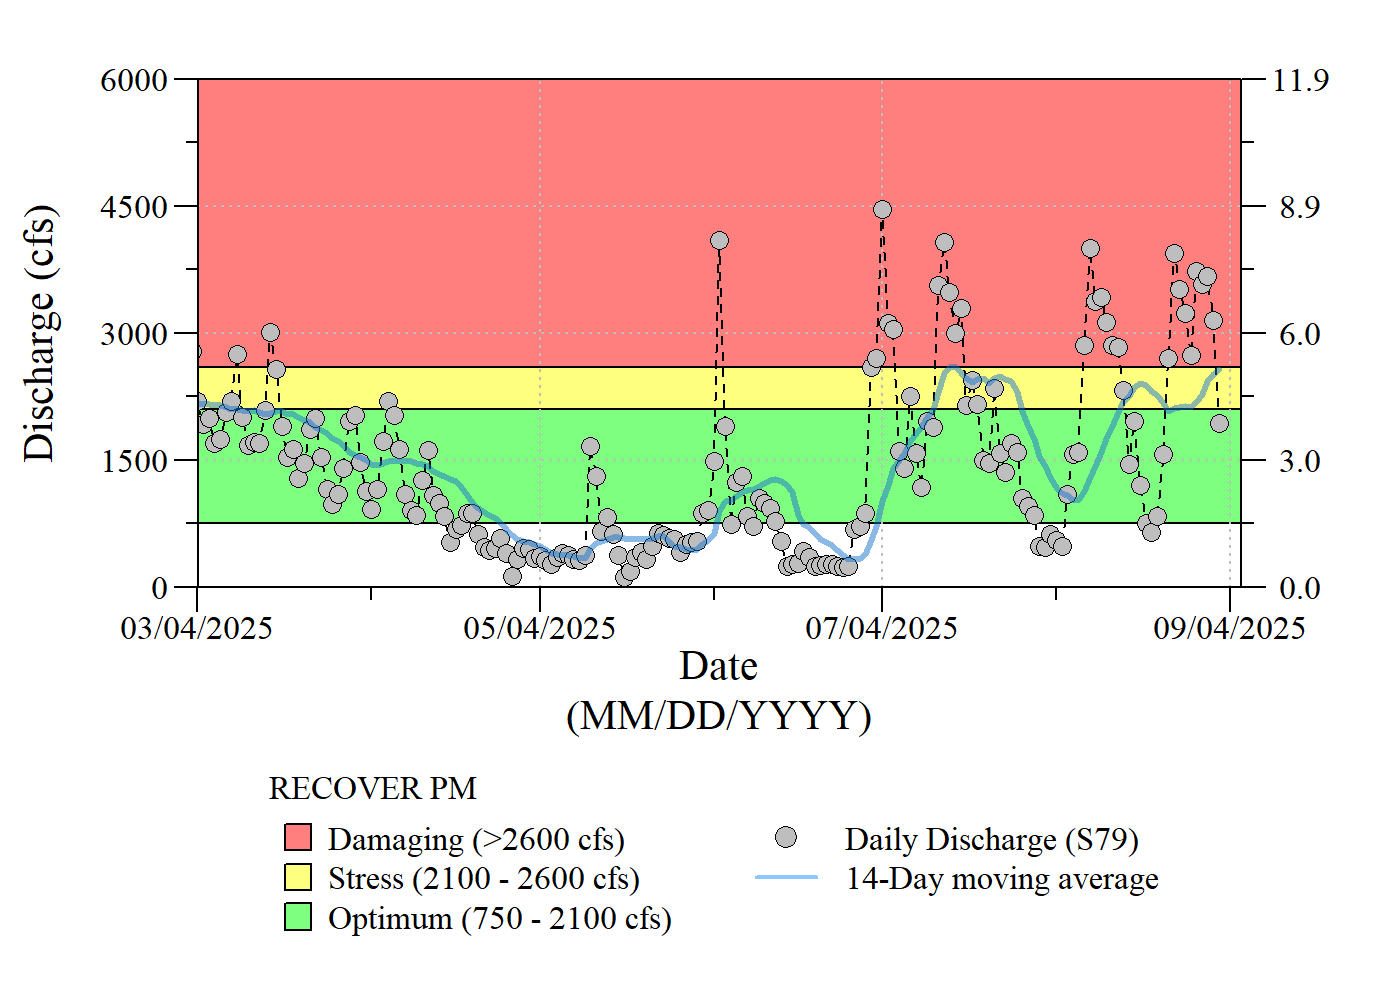 6000
4500
3000
1500
0
Discharge (cfs)
11.9
8.9
6.0
3.0
0.0
03/04/2025 05/04/2025 07/04/2025 09/04/2025
Date
(MM/DD/YYYY)
RECOVER PM
Damaging (>2600 cfs)
Stress (2100 - 2600 cfs)
Optimum (750 - 2100 cfs)
Daily Discharge (S79)
14-Day moving average